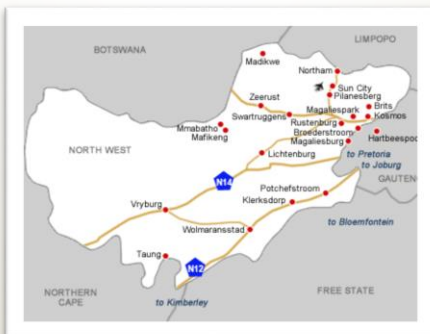 BOTSWANA
LIMPOPO
Madikwe
Northam
Sun City
Pilanesberg
Zeerust
Swartruggens
Magaliespark
Brits
Rustenburg
Kosmos
Mmabatho
Mafikeng
Broederstroom
Hartbeespoo
Magaliesburg
NORTH WEST
Lichtenburg
to Pretoria
to Joburg
N14
GAUTEN
Potchefstroom
Vryburg
Klerksdorp
Wolmaransstad
to Bloemfontein
Taung
N12
NORTHERN
CAPE
FREE STATE
to Kimberley